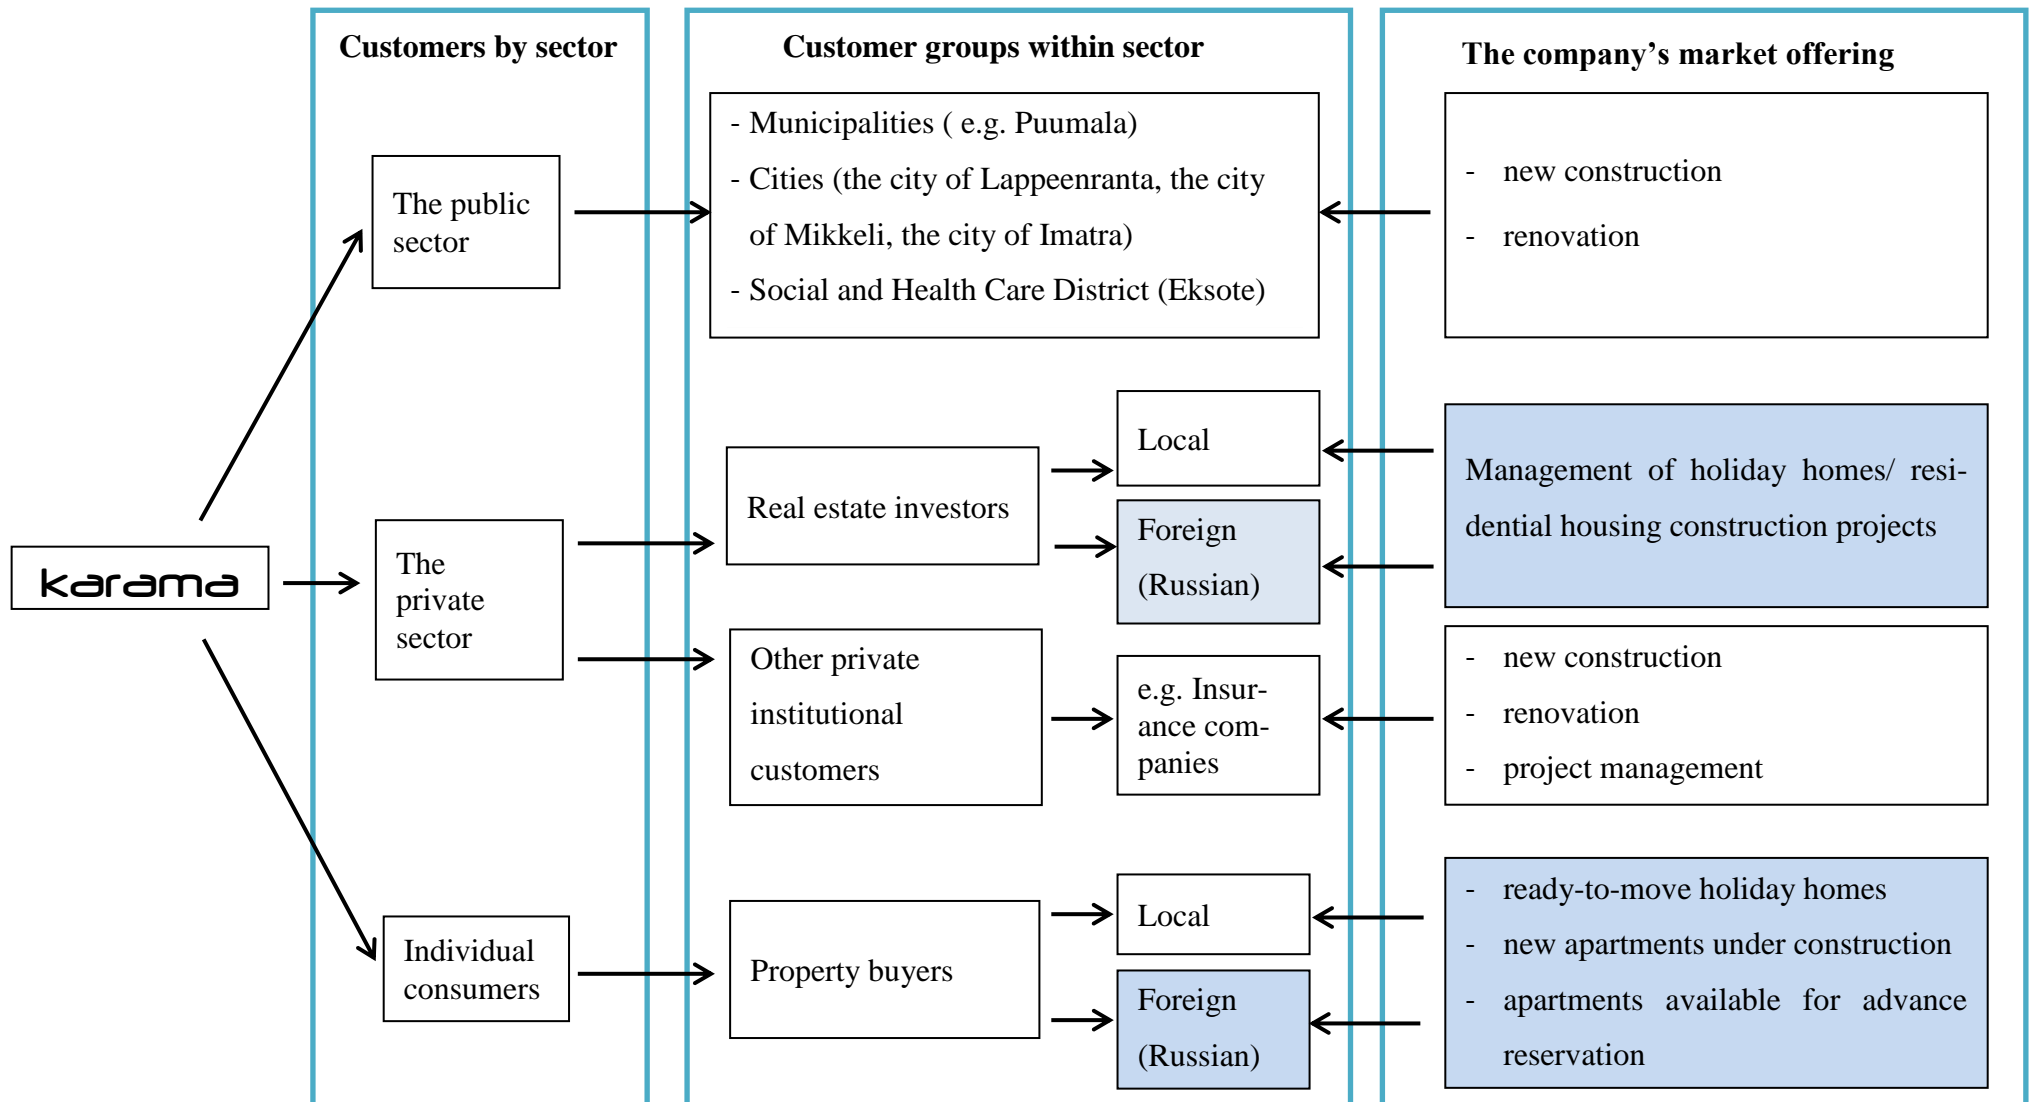 Customers by sector
Customer groups within sector
The company’s market offering
- Municipalities ( e.g. Puumala)
- Cities (the city of Lappeenranta, the city
of Mikkeli, the city of Imatra)
- Social and Health Care District (Eksote)
The public
sector
- new construction
- renovation
karama
The
private
sector
Real estate investors
Local
Foreign
(Russian)
Management of holiday homes/ resi-
dential housing construction projects
Other private
institutional
customers
e.g. Insur-
ance com-
panies
- new construction
- renovation
- project management
Individual
consumers
Property buyers
Local
Foreign
(Russian)
- ready-to-move holiday homes
- new apartments under construction
- apartments available for advance
reservation